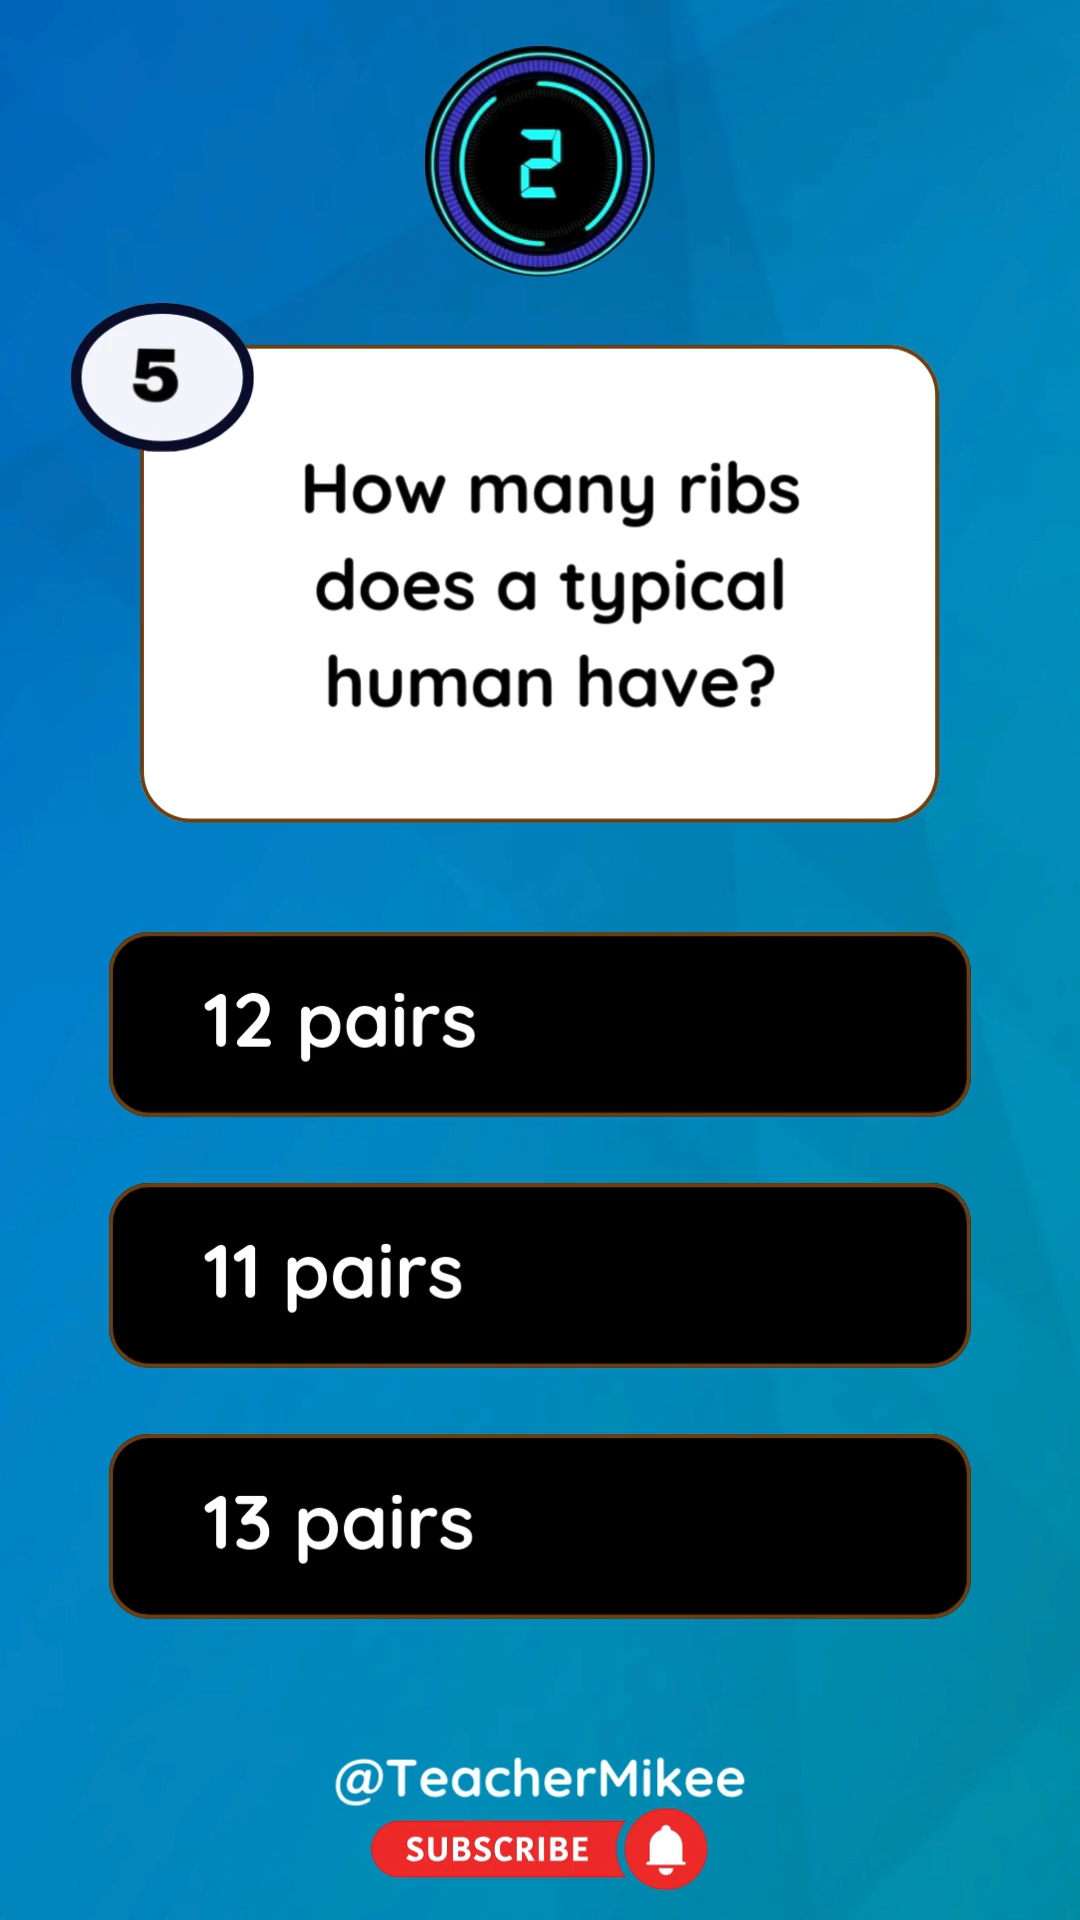 2
5
How many ribs
does a typical
human have?
12 pairs
11 pairs
13 pairs
@TeacherMikee
SUBSCRIBE